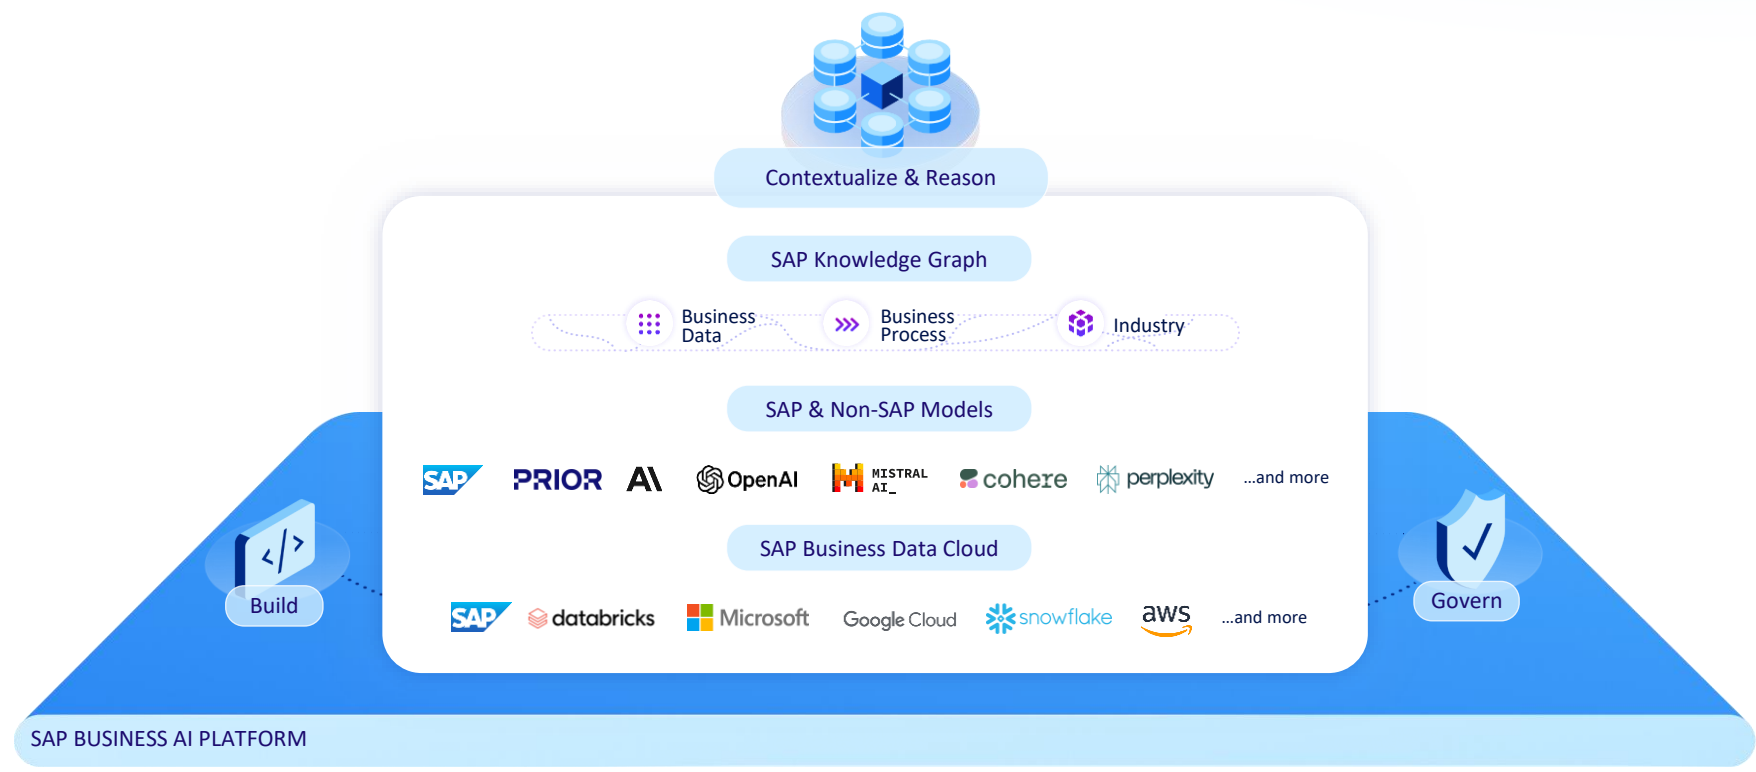 Contextualize & Reason
SAP Knowledge Graph
Business
Data
Business
Process
Industry
SAP & Non-SAP Models
SAP PRIOR A\ OpenAI MISTRAL AI_ cohere perplexity ...and more
SAP Business Data Cloud
</> Build
Govern
SAP databricks Microsoft Google Cloud snowflake aws ...and more
SAP BUSINESS AI PLATFORM